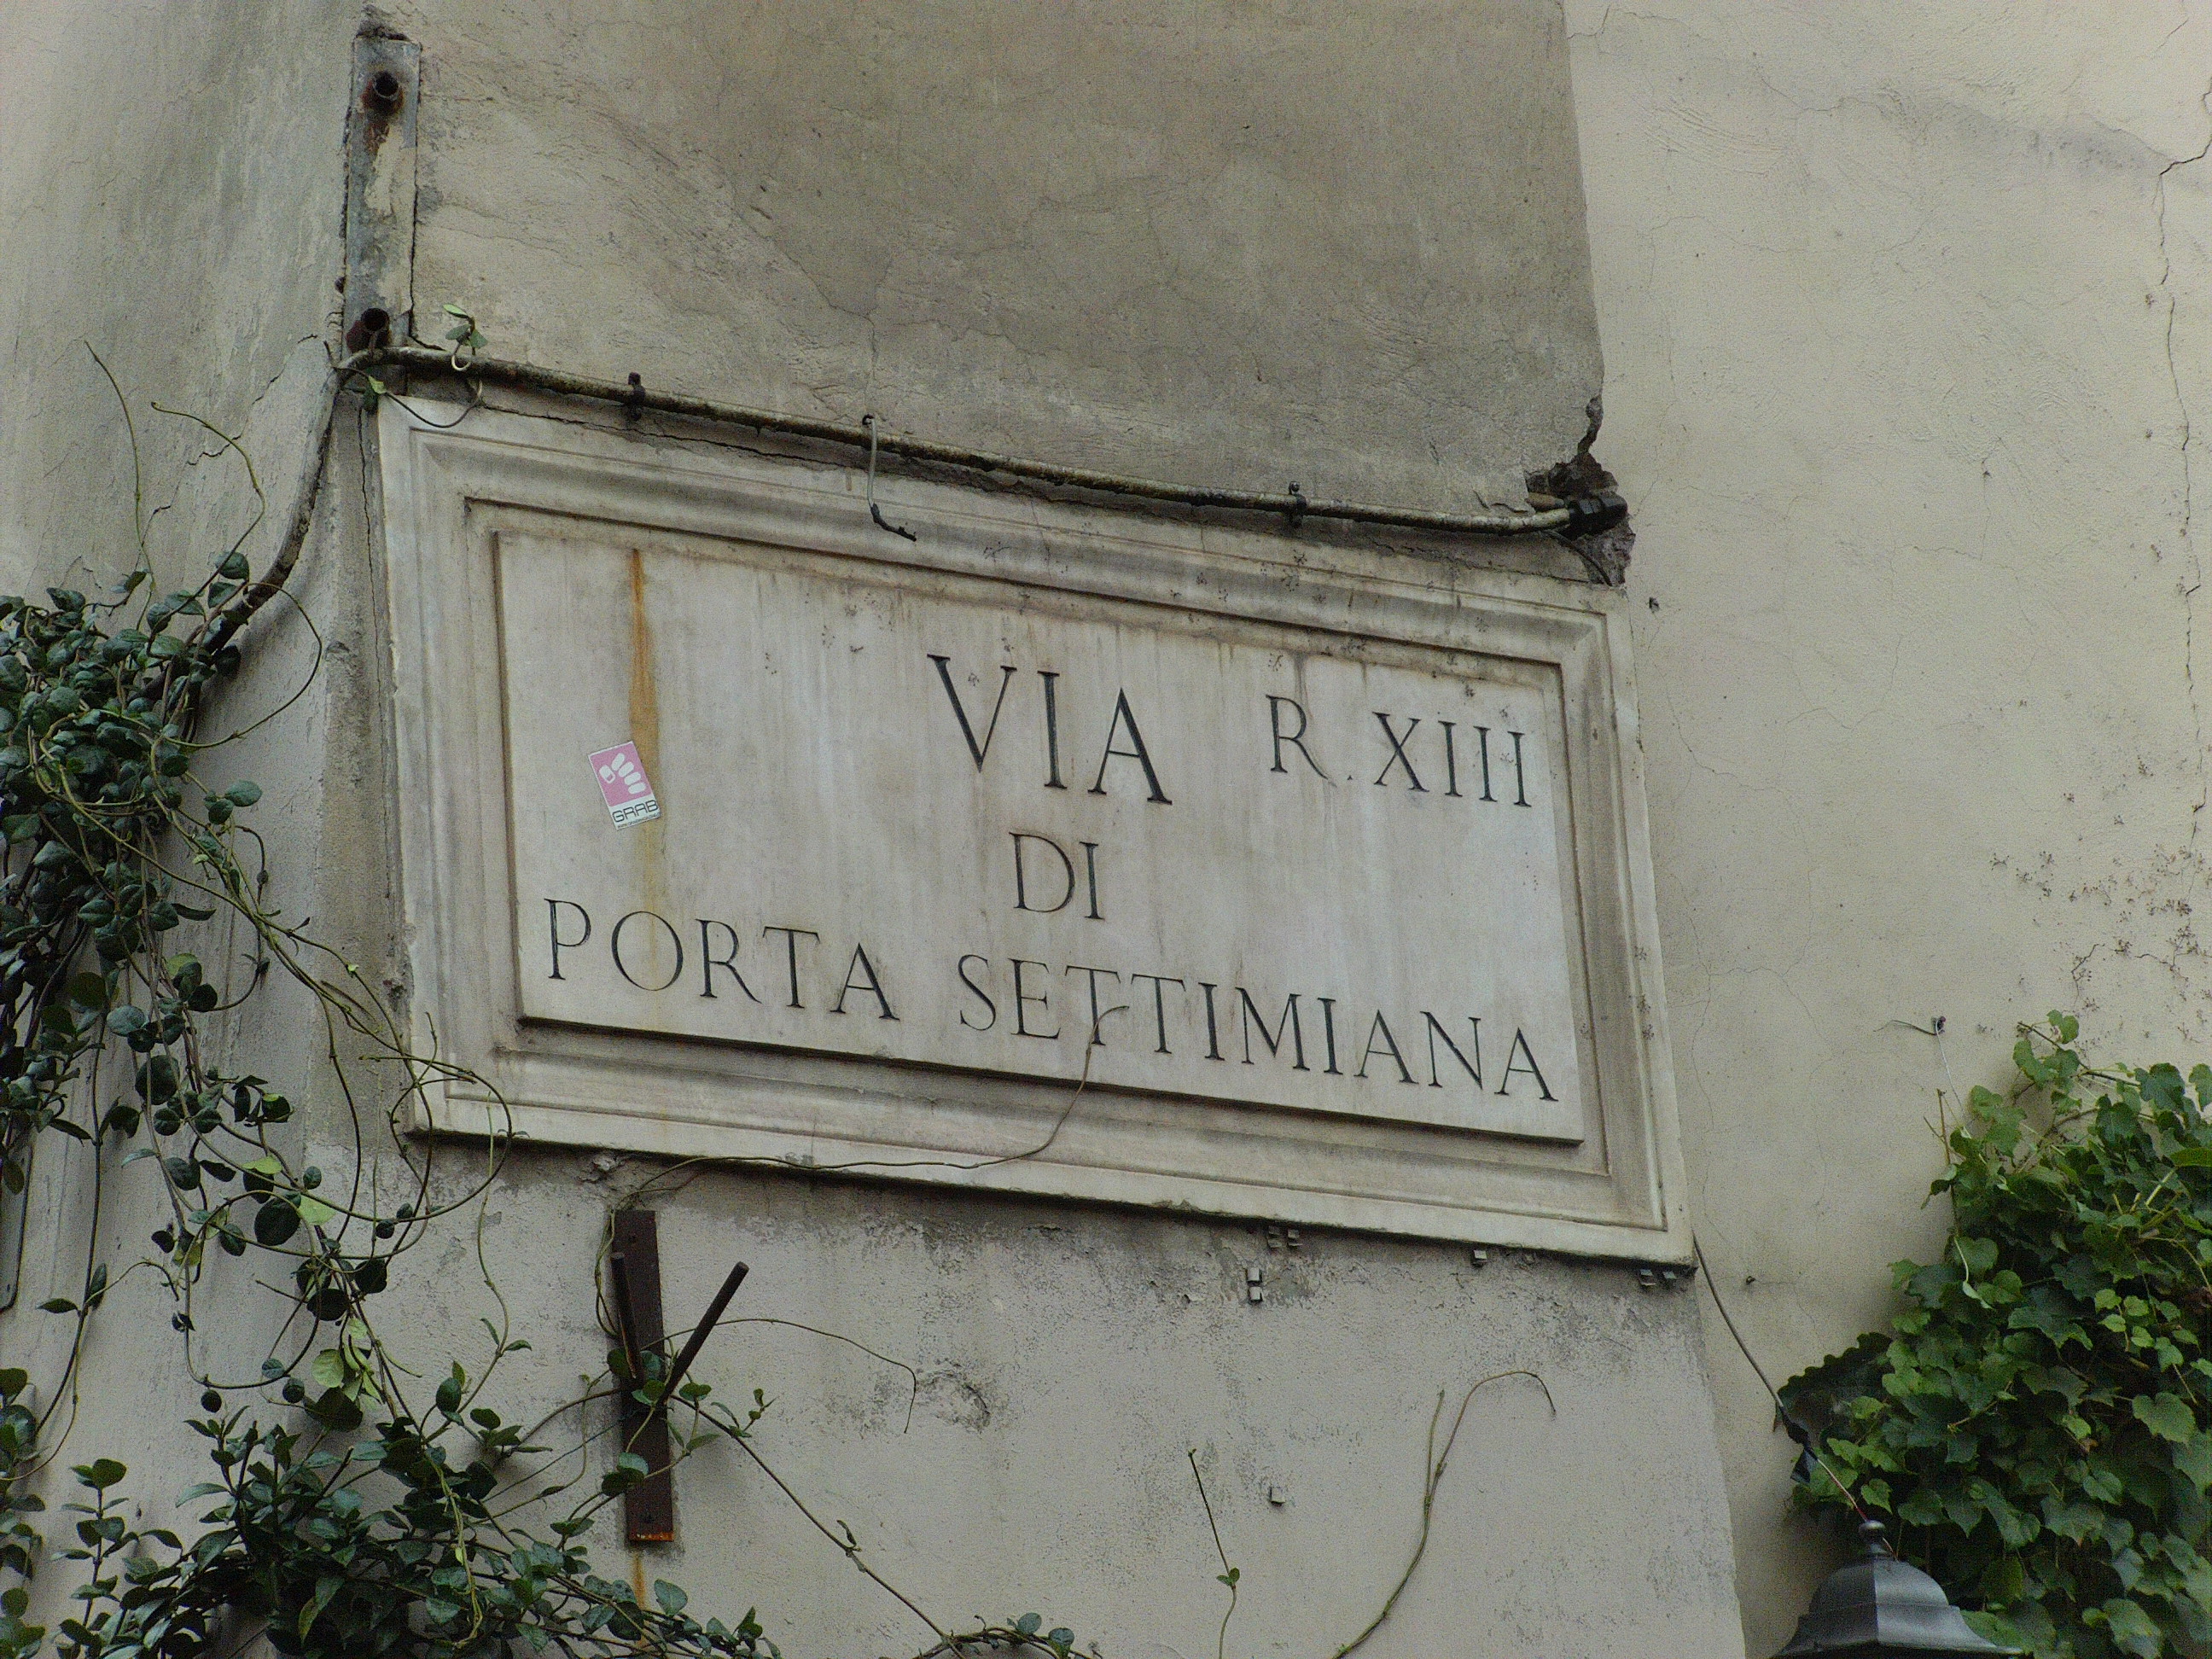 VIA R. XIII
DI
PORTA SETTIMIANA
GRAB